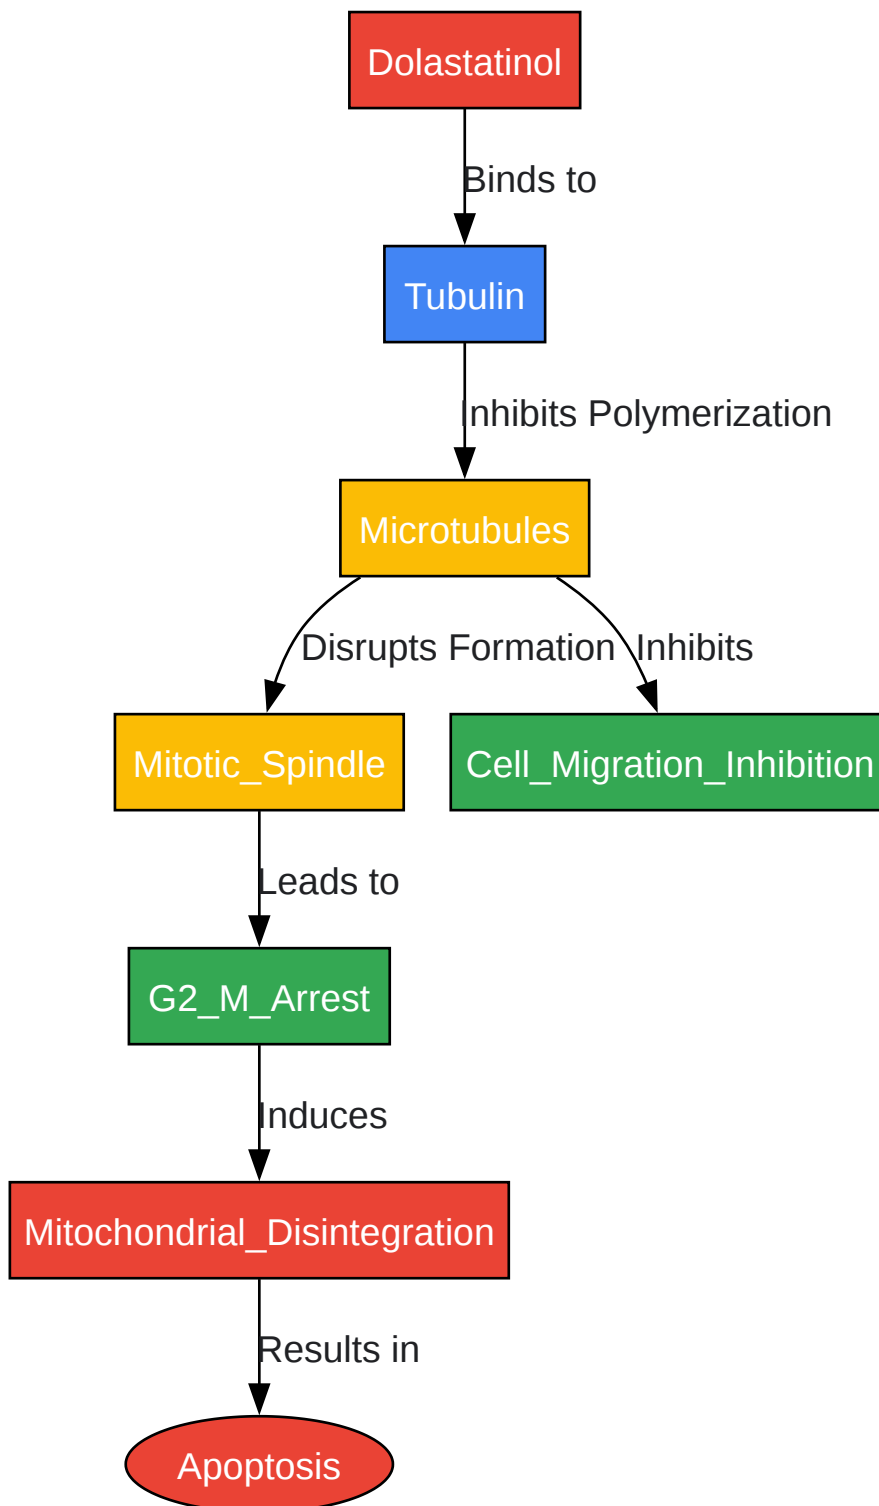 Dolastatinol
Binds to
Tubulin
Inhibits Polymerization
Microtubules
Disrupts Formation
Inhibits
Mitotic_Spindle
Cell_Migration_Inhibition
Leads to
G2_M_Arrest
Induces
Mitochondrial_Disintegration
Results in
Apoptosis